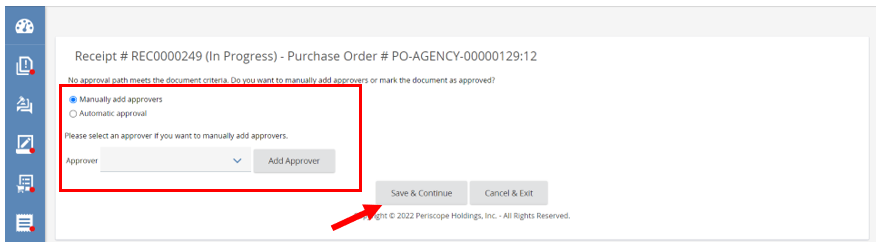 Receipt # REC0000249 (In Progress) - Purchase Order # PO-AGENCY-00000129:12
No approval path meets the document criteria. Do you want to manually add approvers or mark the document as approved?
Manually add approvers
Automatic approval
Please select an approver if you want to manually add approvers.
Approver Add Approver
Save & Continue Cancel & Exit
ght © 2022 Periscope Holdings, Inc. - All Rights Reserved.